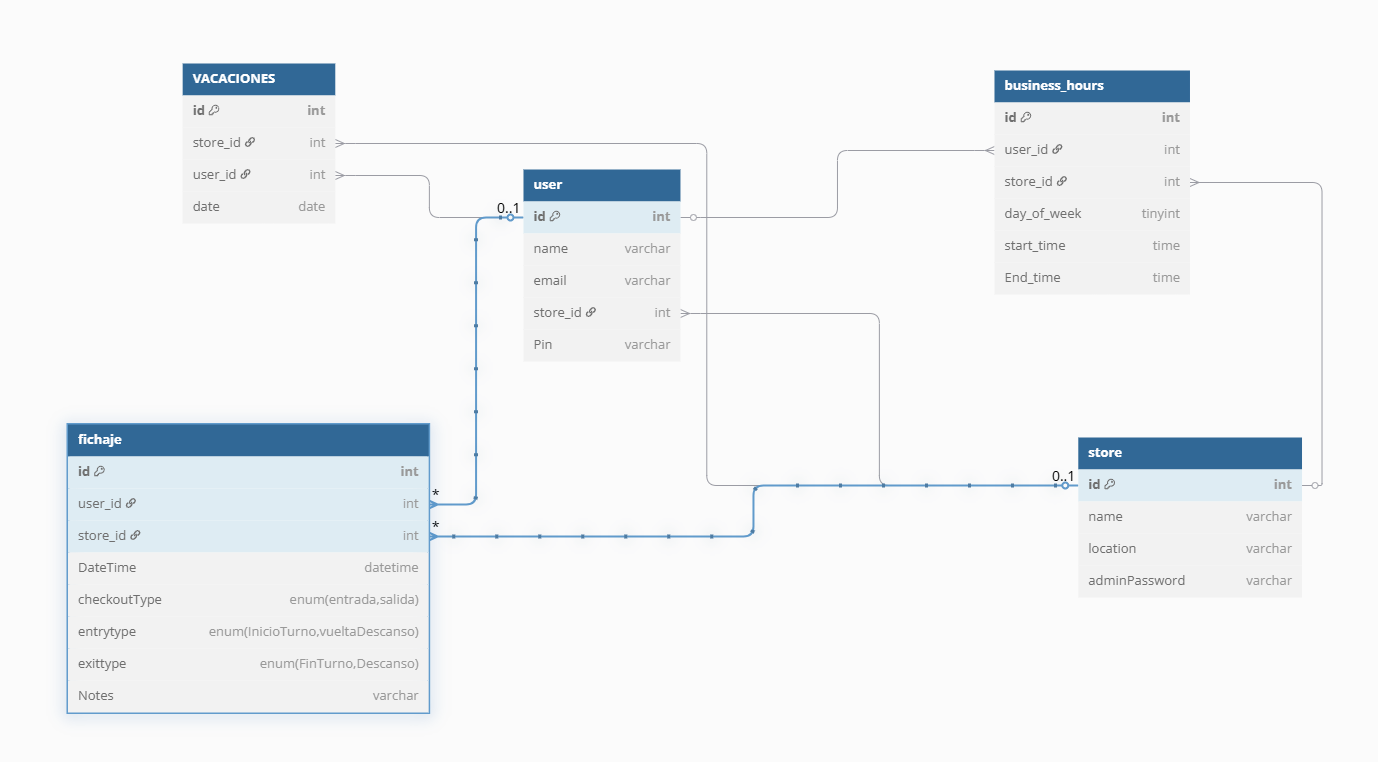 VACACIONES
id int
store_id int
user_id int
date date
business_hours
id int
user_id int
store_id int
day_of_week tinyint
start_time time
End_time time
user
0..1
id int
name varchar
email varchar
store_id int
Pin varchar
fichaje
id int
user_id int
*
store_id int
*
DateTime datetime
checkoutType enum(entrada,salida)
entrytype enum(InicioTurno,vueltaDescanso)
exittype enum(FinTurno,Descanso)
Notes varchar
store
0..1
id int
name varchar
location varchar
adminPassword varchar